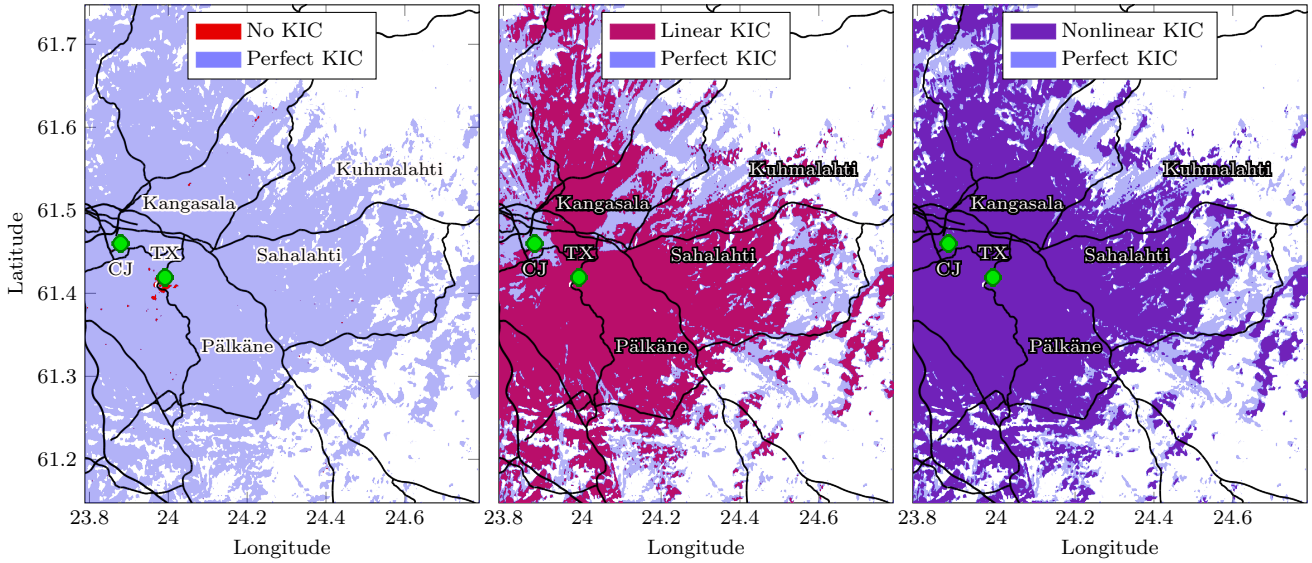 No KIC
Perfect KIC
Linear KIC
Perfect KIC
Nonlinear KIC
Perfect KIC
61.7
61.6
61.5
61.4
61.3
61.2
Latitude
Kuhmalahti
Kangasala
Sahalahti
TX
CJ
Pälkäne
Kuhmalahti
Kangasala
Sahalahti
TX
CJ
Pälkäne
Kuhmalahti
Kangasala
Sahalahti
TX
CJ
Pälkäne
23.8 24 24.2 24.4 24.6
23.8 24 24.2 24.4 24.6
23.8 24 24.2 24.4 24.6
Longitude
Longitude
Longitude